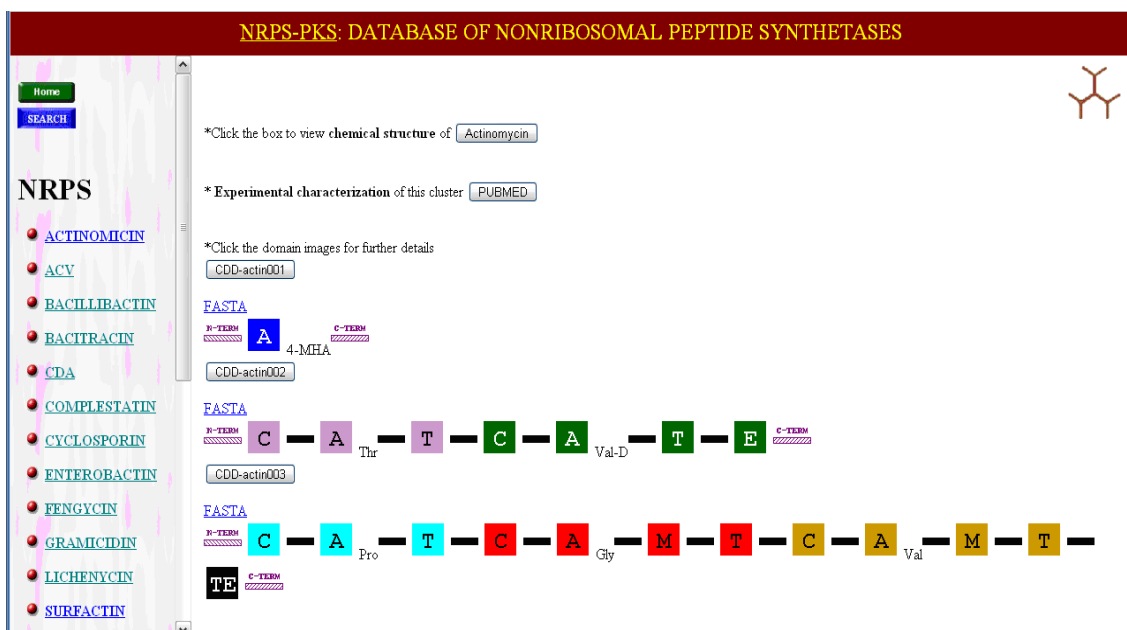 NRPS-PKS: DATABASE OF NONRIBOSOMAL PEPTIDE SYNTHETASES
Home
SEARCH
NRPS
ACTINOMICIN
ACV
BACILLIBACTIN
BACITRACIN
CDA
COMPLESTATIN
CYCLOSPORIN
ENTEROBACTIN
FENGYCIN
GRAMICIDIN
LICHENYCIN
SURFACTIN
*Click the box to view chemical structure of Actinomycin
* Experimental characterization of this cluster PUBMED
*Click the domain images for further details
CDD-actin001
FASTA
N-TERM A 4-MHA C-TERM
CDD-actin002
FASTA
N-TERM C A Thr T C A Val-D T E C-TERM
CDD-actin003
FASTA
N-TERM C A Pro T C A Gly M T C A Val M T
TE C-TERM